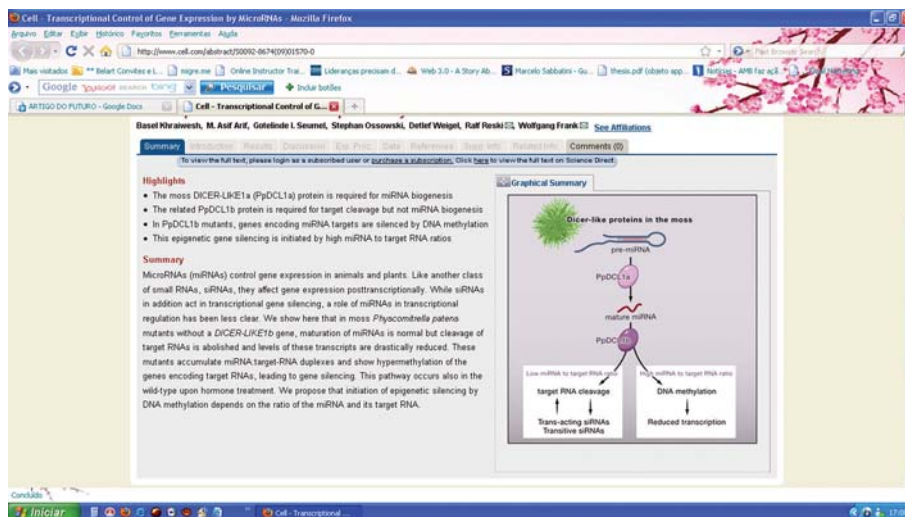 Cell - Transcriptional Control of Gene Expression by MicroRNAs - Mozilla Firefox
Arquivo Editar Exibir Histórico Favoritos Ferramentas Ajuda
http://www.cell.com/abstract/S0092-8674(09)01570-0
Mais visitados ** Belart Convites e L... migre.me Online Instructor Trai... Lideranças precisam d... Web 3.0 - A Story Ab... Marcelo Sabbatini - Gu... thesis.pdf (objeto app... Notícias - AMB faz açã...
Google Pesquisar Incluir botões
ARTIGO DO FUTURO - Google Docs Cell - Transcriptional Control of G...
Basel Khraiwesh, M. Asif Arif, Gotelinde I. Seumel, Stephan Ossowski, Detlef Weigel, Ralf Reski, Wolfgang Frank See Affiliations
Summary Introduction Results Discussion Exp. Proc. Data References Supp Info Related Info Comments (0)
To view the full text, please login as a subscribed user or purchase a subscription. Click here to view the full text on Science Direct.
Highlights
• The moss DICER-LIKE1a (PpDCL1a) protein is required for miRNA biogenesis
• The related PpDCL1b protein is required for target cleavage but not miRNA biogenesis
• In PpDCL1b mutants, genes encoding miRNA targets are silenced by DNA methylation
• This epigenetic gene silencing is initiated by high miRNA to target RNA ratios
Summary
MicroRNAs (miRNAs) control gene expression in animals and plants. Like another class
of small RNAs, siRNAs, they affect gene expression posttranscriptionally. While siRNAs
in addition act in transcriptional gene silencing, a role of miRNAs in transcriptional
regulation has been less clear. We show here that in moss Physcomitrella patens
mutants without a DICER-LIKE1b gene, maturation of miRNAs is normal but cleavage of
target RNAs is abolished and levels of these transcripts are drastically reduced. These
mutants accumulate miRNA:target-RNA duplexes and show hypermethylation of the
genes encoding target RNAs, leading to gene silencing. This pathway occurs also in the
wild-type upon hormone treatment. We propose that initiation of epigenetic silencing by
DNA methylation depends on the ratio of the miRNA and its target RNA.
Graphical Summary
Dicer-like proteins in the moss
pre-miRNA
PpDCL1a
mature miRNA
PpDCL1b
Low miRNA to target RNA ratio High miRNA to target RNA ratio
target RNA cleavage DNA methylation
Trans-acting siRNAs Reduced transcription
Transitive siRNAs
Concluído
Iniciar Cell - Transcriptional ...